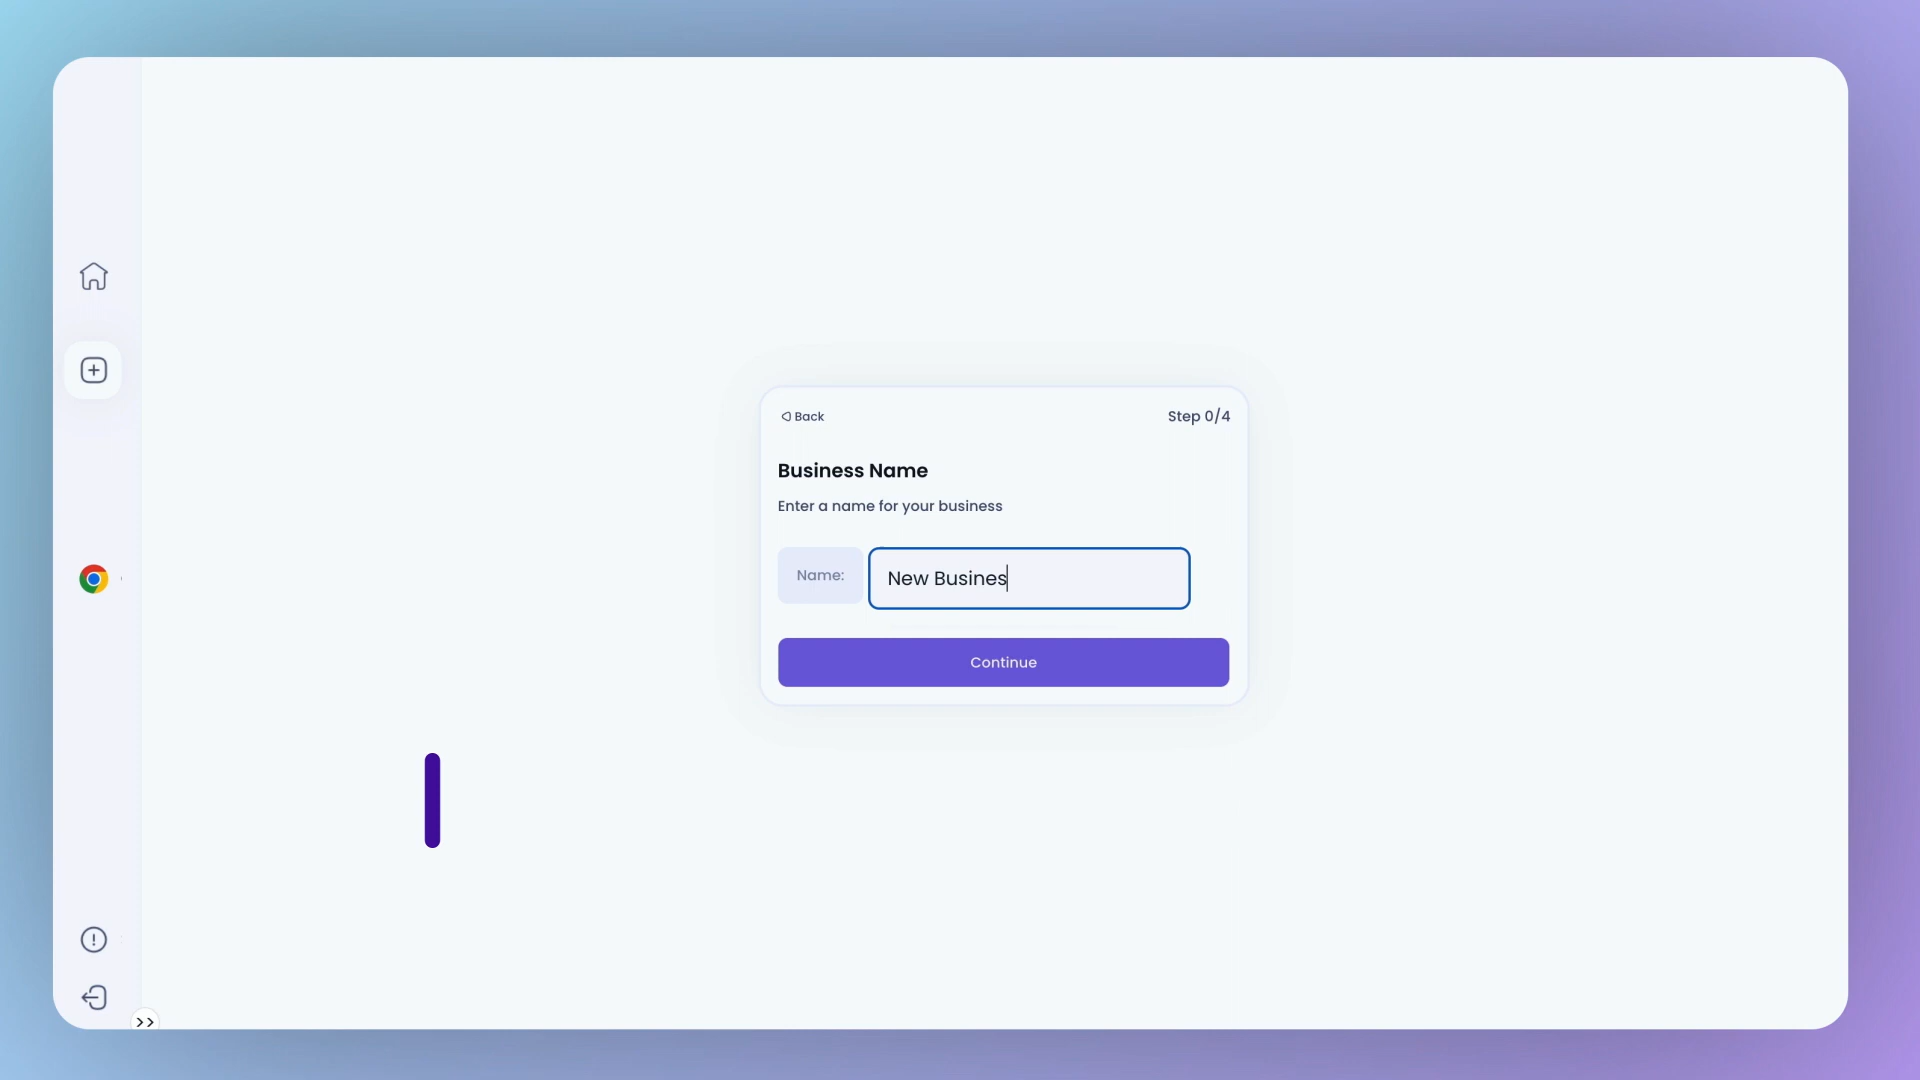 Back
Step 0/4
Business Name
Enter a name for your business
Name:
New Busines
Continue
>>